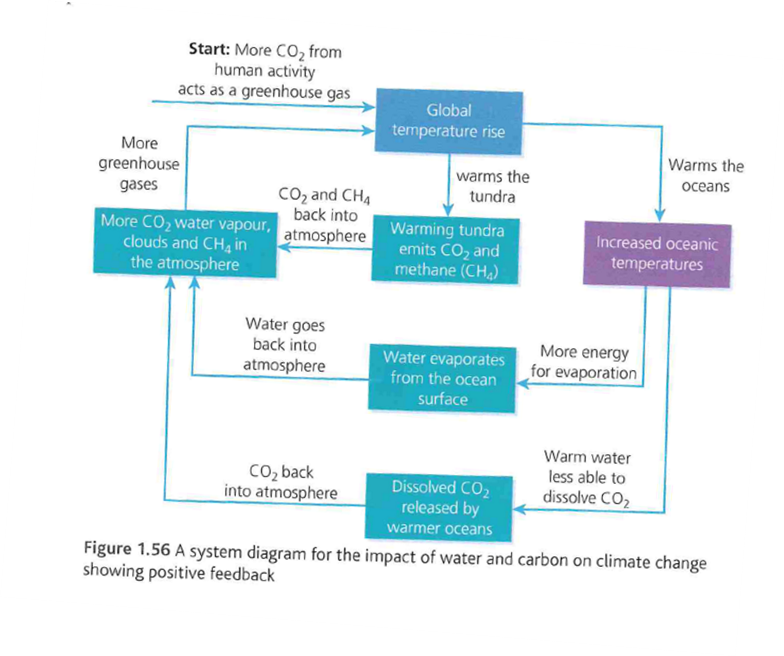 Start: More CO₂ from
human activity
acts as a greenhouse gas
Global
temperature rise
More
greenhouse
gases
warms the
tundra
Warms the
oceans
CO₂ and CH₄
back into
atmosphere
More CO₂ water vapour,
clouds and CH₄ in
the atmosphere
Warming tundra
emits CO₂ and
methane (CH₄)
Increased oceanic
temperatures
Water goes
back into
atmosphere
Water evaporates
from the ocean
surface
More energy
for evaporation
CO₂ back
into atmosphere
Dissolved CO₂
released by
warmer oceans
Warm water
less able to
dissolve CO₂
Figure 1.56 A system diagram for the impact of water and carbon on climate change
showing positive feedback